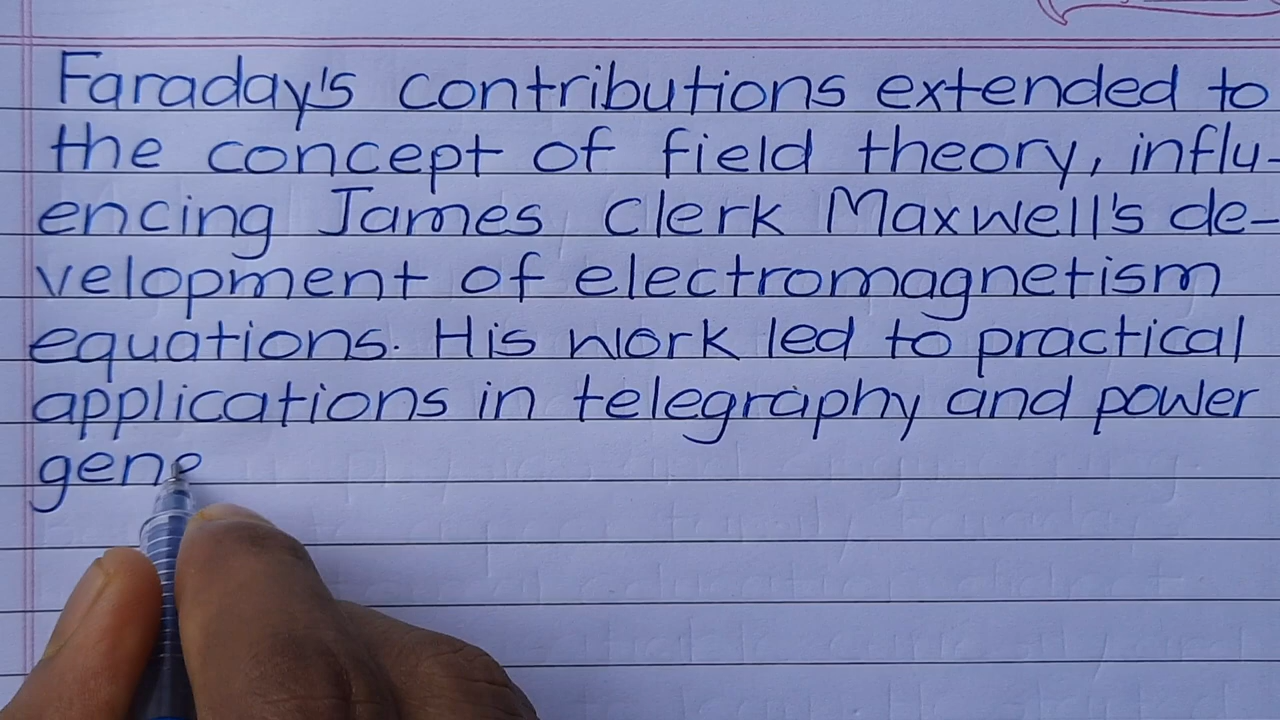 Faraday's contributions extended to
the concept of field theory, influ-
encing James Clerk Maxwell's de-
velopment of electromagnetism
equations. His work led to practical
applications in telegraphy and power
gene